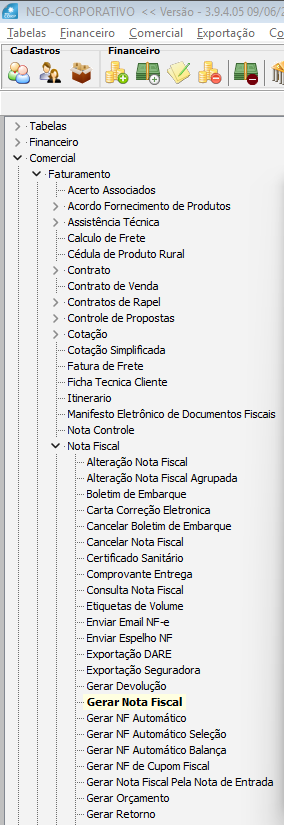 NEO-CORPORATIVO << Versão - 3.9.4.05 09/06/2
Tabelas Financeiro Comercial Exportação Co
Cadastros Financeiro
Tabelas
Financeiro
Comercial
Faturamento
Acerto Associados
Acordo Fornecimento de Produtos
Assistência Técnica
Calculo de Frete
Cédula de Produto Rural
Contrato
Contrato de Venda
Contratos de Rapel
Controle de Propostas
Cotação
Cotação Simplificada
Fatura de Frete
Ficha Tecnica Cliente
Itinerario
Manifesto Eletrônico de Documentos Fiscais
Nota Controle
Nota Fiscal
Alteração Nota Fiscal
Alteração Nota Fiscal Agrupada
Boletim de Embarque
Carta Correção Eletronica
Cancelar Boletim de Embarque
Cancelar Nota Fiscal
Certificado Sanitário
Comprovante Entrega
Consulta Nota Fiscal
Etiquetas de Volume
Enviar Email NF-e
Enviar Espelho NF
Exportação DARE
Exportação Seguradora
Gerar Devolução
Gerar Nota Fiscal
Gerar NF Automático
Gerar NF Automático Seleção
Gerar NF Automático Balança
Gerar NF de Cupom Fiscal
Gerar Nota Fiscal Pela Nota de Entrada
Gerar Orçamento
Gerar Retorno